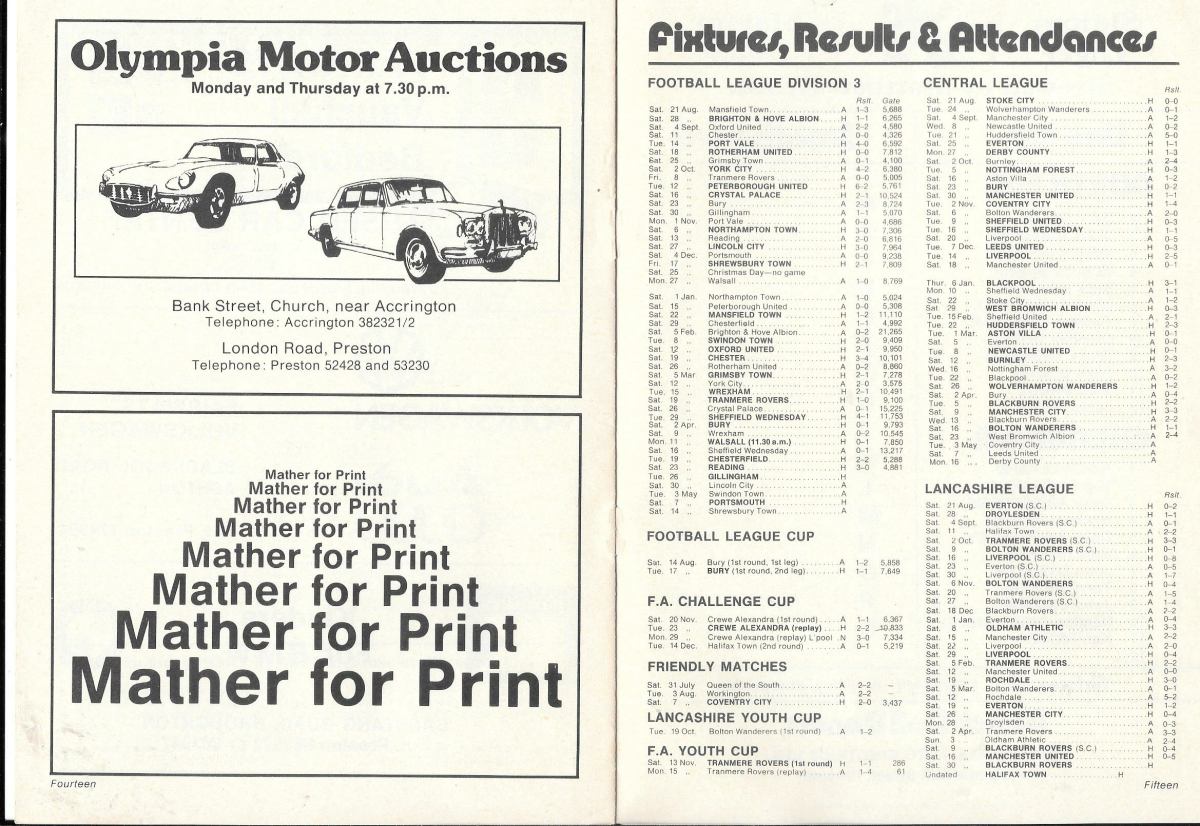 Olympia Motor Auctions
Monday and Thursday at 7.30 p.m.
Bank Street, Church, near Accrington
Telephone: Accrington 382321/2
London Road, Preston
Telephone: Preston 52428 and 53230
Mather for Print
Mather for Print
Mather for Print
Mather for Print
Mather for Print
Mather for Print
Mather for Print
Mather for Print
Fourteen
Fixtures, Results & Attendances
FOOTBALL LEAGUE DIVISION 3
Rslt. Gate
Sat. 21 Aug. Mansfield Town A 1–3 5,688
Sat. 28 ,, BRIGHTON & HOVE ALBION H 1–1 6,265
Sat. 4 Sept. Oxford United A 2–2 4,580
Sat. 11 ,, Chester A 0–0 4,326
Tue. 14 ,, PORT VALE H 4–0 6,592
Sat. 18 ,, ROTHERHAM UNITED H 0–0 7,812
Sat. 25 ,, Grimsby Town A 0–1 4,100
Sat. 2 Oct. YORK CITY H 4–2 6,380
Fri. 8 ,, Tranmere Rovers A 0–0 5,005
Tue. 12 ,, PETERBOROUGH UNITED H 6–2 5,761
Sat. 16 ,, CRYSTAL PALACE H 2–1 10,524
Sat. 23 ,, Bury A 2–3 8,724
Sat. 30 ,, Gillingham A 1–1 5,070
Mon. 1 Nov. Port Vale A 0–0 4,686
Sat. 6 ,, NORTHAMPTON TOWN H 3–0 7,306
Sat. 13 ,, Reading A 2–0 6,816
Sat. 27 ,, LINCOLN CITY H 3–0 7,964
Sat. 4 Dec. Portsmouth A 0–0 9,238
Fri. 17 ,, SHREWSBURY TOWN H 2–1 7,809
Sat. 25 ,, Christmas Day—no game
Mon. 27 ,, Walsall A 1–0 8,769
Sat. 1 Jan. Northampton Town A 1–0 5,024
Sat. 15 ,, Peterborough United A 0–0 5,308
Sat. 22 ,, MANSFIELD TOWN H 1–2 11,110
Sat. 29 ,, Chesterfield A 1–1 4,992
Sat. 5 Feb. Brighton & Hove Albion A 0–2 21,265
Tue. 8 ,, SWINDON TOWN H 2–0 9,409
Sat. 12 ,, OXFORD UNITED H 2–1 9,950
Sat. 19 ,, CHESTER H 3–4 10,101
Sat. 26 ,, Rotherham United A 0–2 8,860
Sat. 5 Mar GRIMSBY TOWN H 2–1 7,278
Sat. 12 ,, York City A 2–0 3,575
Tue. 15 ,, WREXHAM H 2–1 10,491
Sat. 19 ,, TRANMERE ROVERS H 1–0 9,100
Sat. 26 ,, Crystal Palace A 0–1 15,225
Tue. 29 ,, SHEFFIELD WEDNESDAY H 4–1 11,753
Sat. 2 Apr. BURY H 0–1 9,793
Sat. 9 ,, Wrexham A 0–2 10,545
Mon. 11 ,, WALSALL (11.30 a.m.) H 0–1 7,850
Sat. 16 ,, Sheffield Wednesday A 0–1 13,217
Tue. 19 ,, CHESTERFIELD H 2–2 5,288
Sat. 23 ,, READING H 3–0 4,881
Tue. 26 ,, GILLINGHAM H
Sat. 30 ,, Lincoln City A
Tue. 3 May Swindon Town A
Sat. 7 ,, PORTSMOUTH H
Sat. 14 ,, Shrewsbury Town A
FOOTBALL LEAGUE CUP
Sat. 14 Aug. Bury (1st round, 1st leg) A 1–2 5,858
Tue. 17 ,, BURY (1st round, 2nd leg) H 1–1 7,649
F.A. CHALLENGE CUP
Sat. 20 Nov. Crewe Alexandra (1st round) A 1–1 6,367
Tue. 23 ,, CREWE ALEXANDRA (replay) H 2–2 10,833
Mon. 29 ,, Crewe Alexandra (replay) L'pool N 3–0 7,334
Tue. 14 Dec. Halifax Town (2nd round) A 0–1 5,219
FRIENDLY MATCHES
Sat. 31 July Queen of the South A 2–2 –
Tue. 3 Aug. Workington A 2–2 –
Sat. 7 ,, COVENTRY CITY H 2–0 3,437
LANCASHIRE YOUTH CUP
Tue. 19 Oct. Bolton Wanderers (1st round) A 1–2
F.A. YOUTH CUP
Sat. 13 Nov. TRANMERE ROVERS (1st round) H 1–1 286
Mon. 15 ,, Tranmere Rovers (replay) A 1–4 61
CENTRAL LEAGUE
Rslt.
Sat. 21 Aug. STOKE CITY H 0–0
Tue. 24 ,, Wolverhampton Wanderers A 0–1
Sat. 4 Sept. Manchester City A 1–2
Wed. 8 ,, Newcastle United A 0–2
Tue. 21 ,, Huddersfield Town A 5–0
Sat. 25 ,, EVERTON H 1–1
Mon. 27 ,, DERBY COUNTY H 1–3
Sat. 2 Oct. Burnley A 2–4
Tue. 5 ,, NOTTINGHAM FOREST H 0–3
Sat. 16 ,, Aston Villa A 1–2
Sat. 23 ,, BURY H 0–2
Sat. 30 ,, MANCHESTER UNITED H 1–1
Tue. 2 Nov. COVENTRY CITY H 1–4
Sat. 6 ,, Bolton Wanderers A 2–0
Tue. 9 ,, SHEFFIELD UNITED H 0–3
Tue. 16 ,, SHEFFIELD WEDNESDAY H 1–1
Sat. 20 ,, Liverpool A 0–5
Tue. 7 Dec. LEEDS UNITED H 0–3
Tue. 14 ,, LIVERPOOL H 2–5
Sat. 18 ,, Manchester United A 0–1
Thur. 6 Jan. BLACKPOOL H 3–1
Mon. 10 ,, Sheffield Wednesday A 1–1
Sat. 22 ,, Stoke City A 1–2
Sat. 29 ,, WEST BROMWICH ALBION H 0–3
Tue. 15 Feb. Sheffield United A 2–1
Tue. 22 ,, HUDDERSFIELD TOWN H 2–3
Tue. 1 Mar. ASTON VILLA H 0–1
Sat. 5 ,, Everton A 0–0
Tue. 8 ,, NEWCASTLE UNITED H 0–1
Sat. 12 ,, BURNLEY H 2–3
Wed. 16 ,, Nottingham Forest A 3–2
Tue. 22 ,, Blackpool A 0–2
Sat. 26 ,, WOLVERHAMPTON WANDERERS H 1–2
Sat. 2 Apr. Bury A 0–4
Tue. 5 ,, BLACKBURN ROVERS H 2–2
Sat. 9 ,, MANCHESTER CITY H 3–3
Wed. 13 ,, Blackburn Rovers A 2–2
Sat. 16 ,, BOLTON WANDERERS H 1–1
Sat. 23 ,, West Bromwich Albion A 2–4
Tue. 3 May Coventry City A
Sat. 7 ,, Leeds United A
Mon. 16 ,, Derby County A
LANCASHIRE LEAGUE
Rslt.
Sat. 21 Aug. EVERTON (S.C.) H 0–2
Sat. 28 ,, DROYLESDEN H 1–1
Sat. 4 Sept. Blackburn Rovers (S.C.) A 0–1
Sat. 11 ,, Halifax Town A 2–2
Sat. 2 Oct. TRANMERE ROVERS (S.C.) H 3–3
Sat. 9 ,, BOLTON WANDERERS (S.C.) H 0–1
Sat. 16 ,, LIVERPOOL (S.C.) H 0–8
Sat. 23 ,, Everton (S.C.) A 0–5
Sat. 30 ,, Liverpool (S.C.) A 1–7
Sat. 6 Nov. BOLTON WANDERERS H 0–4
Sat. 20 ,, Tranmere Rovers (S.C.) A 1–5
Sat. 27 ,, Bolton Wanderers (S.C.) A 1–4
Sat. 18 Dec Blackburn Rovers A 2–2
Sat. 1 Jan. Everton A 0–4
Sat. 8 ,, OLDHAM ATHLETIC H 3–3
Sat. 15 ,, Manchester City A 2–2
Sat. 22 ,, Liverpool A 2–0
Sat. 29 ,, LIVERPOOL H 0–4
Sat. 5 Feb. TRANMERE ROVERS H 2–2
Sat. 12 ,, Manchester United A 0–0
Sat. 19 ,, ROCHDALE H 3–0
Sat. 5 Mar. Bolton Wanderers A 0–1
Sat. 12 ,, Rochdale A 5–2
Sat. 19 ,, EVERTON H 1–2
Sat. 26 ,, MANCHESTER CITY H 0–4
Mon. 28 ,, Droylsden A 0–3
Sat. 2 Apr. Tranmere Rovers A 3–3
Sun. 3 ,, Oldham Athletic A 2–4
Sat. 9 ,, BLACKBURN ROVERS (S.C.) H 0–4
Sat. 16 ,, MANCHESTER UNITED H 0–5
Sat. 30 ,, BLACKBURN ROVERS H
Undated HALIFAX TOWN H
Fifteen